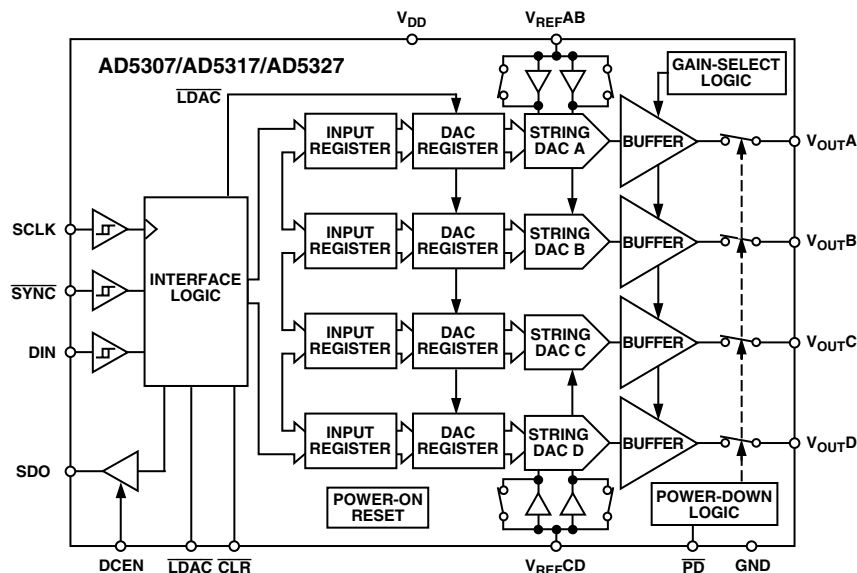 VDD
VREFAB
AD5307/AD5317/AD5327
LDAC
GAIN-SELECT
LOGIC
INPUT
REGISTER
DAC
REGISTER
STRING
DAC A
BUFFER
VOUTA
SCLK
INPUT
REGISTER
DAC
REGISTER
STRING
DAC B
BUFFER
VOUTB
SYNC
INTERFACE
LOGIC
DIN
INPUT
REGISTER
DAC
REGISTER
STRING
DAC C
BUFFER
VOUTC
INPUT
REGISTER
DAC
REGISTER
STRING
DAC D
BUFFER
VOUTD
SDO
POWER-ON
RESET
POWER-DOWN
LOGIC
DCEN
LDAC
CLR
VREFCD
PD
GND